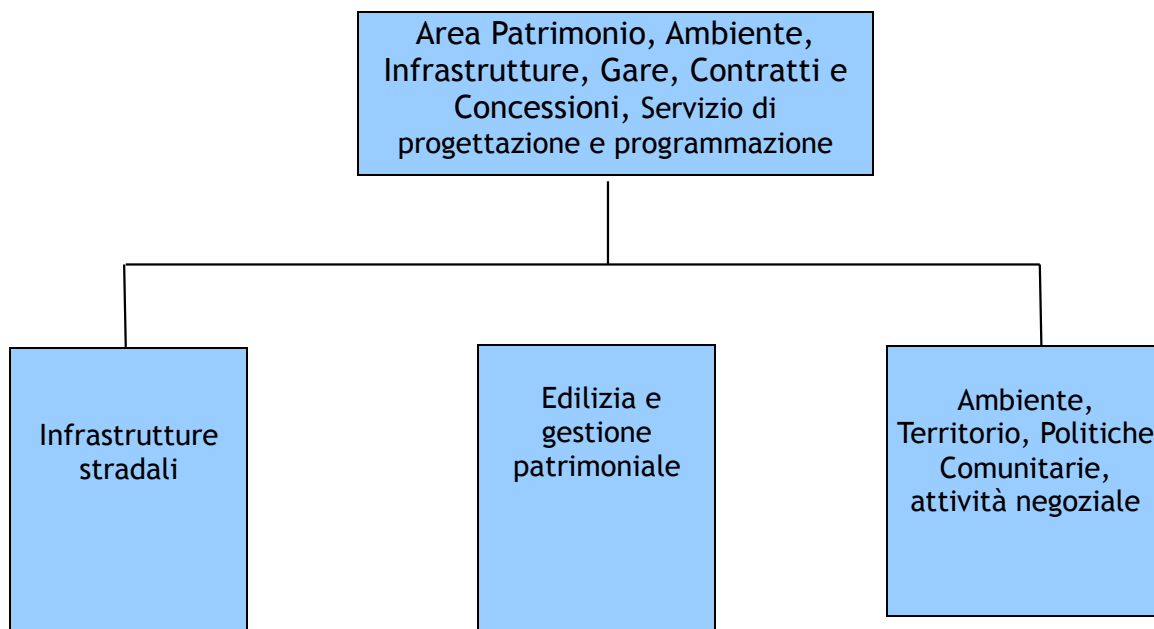 Area Patrimonio, Ambiente,
Infrastrutture, Gare, Contratti e
Concessioni, Servizio di
progettazione e programmazione
Infrastrutture
stradali
Edilizia e
gestione
patrimoniale
Ambiente,
Territorio, Politiche
Comunitarie,
attività negoziale